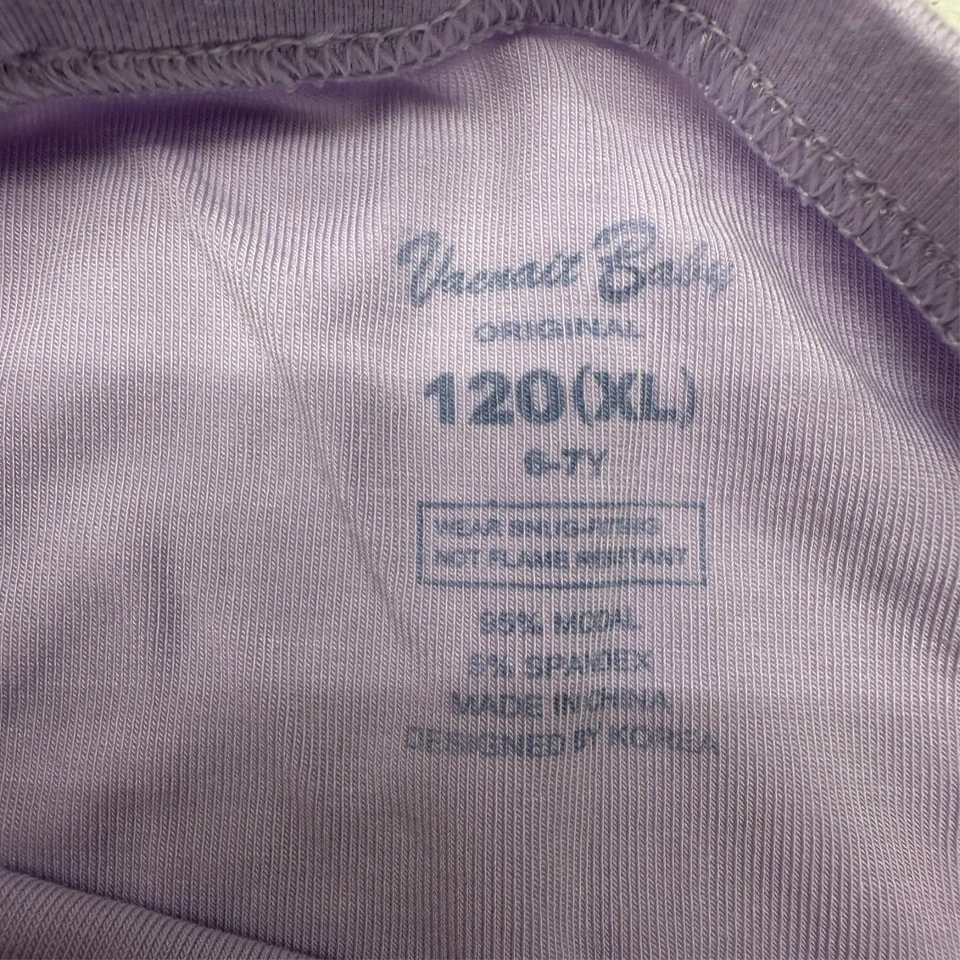 Vaenait Baby
ORIGINAL
120(XL)
6-7Y
WEAR SNUG-FITTING
NOT FLAME RESISTANT
95% MODAL
5% SPANDEX
MADE IN CHINA
DESIGNED BY KOREA